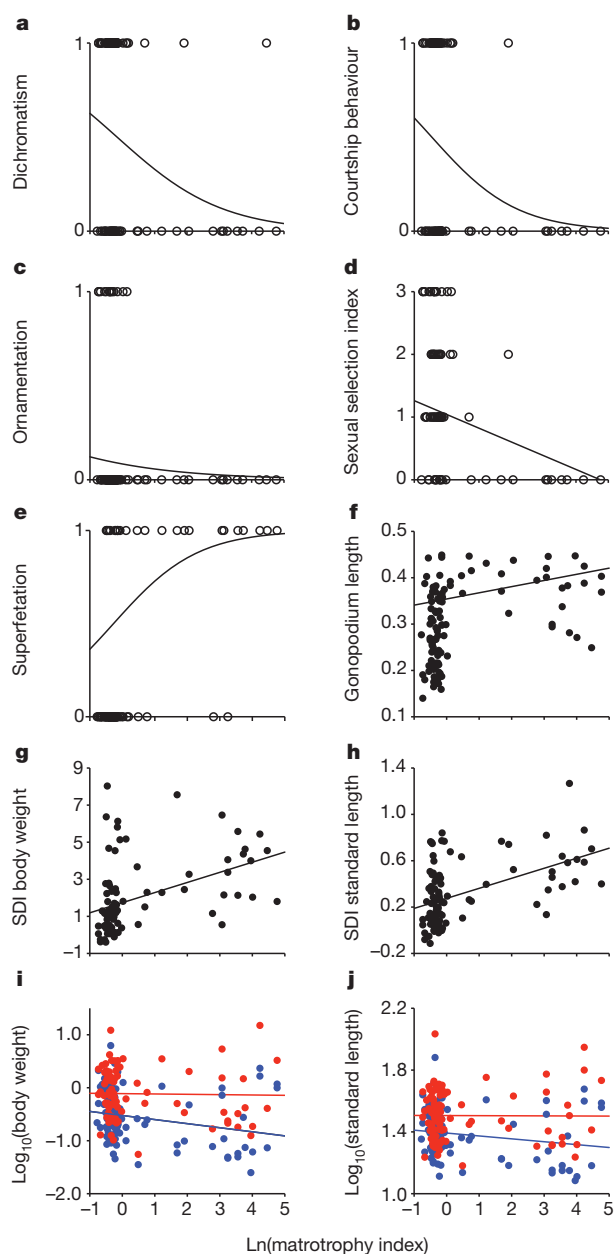 a
b
1
0
Dichromatism
1
0
Courtship behaviour
c
d
1
0
Ornamentation
3
2
1
0
Sexual selection index
e
f
1
0
Superfetation
0.5
0.4
0.3
0.2
0.1
Gonopodium length
g
h
9
7
5
3
1
−1
SDI body weight
1.4
1.0
0.6
0.2
−0.2
SDI standard length
i
j
1.0
0
−1.0
−2.0
Log10(body weight)
2.2
1.8
1.4
1.0
Log10(standard length)
−1 0 1 2 3 4 5
−1 0 1 2 3 4 5
Ln(matrotrophy index)